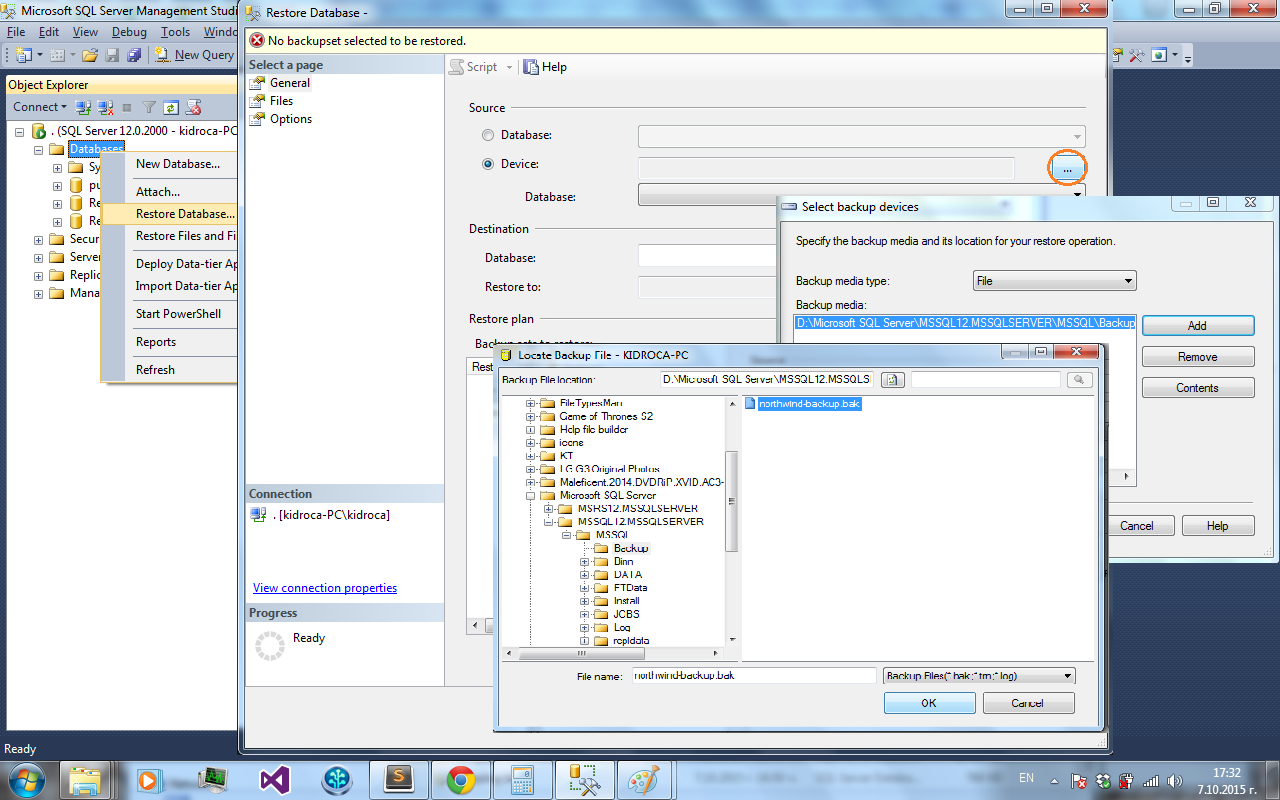 Microsoft SQL Server Management Studi
File Edit View Debug Tools Windo
New Query
Object Explorer
Connect
. (SQL Server 12.0.2000 - kidroca-PC
Databases
Sy
pu
Re
Re
Secur
Server
Replic
Mana
New Database...
Attach...
Restore Database...
Restore Files and Fi
Deploy Data-tier Ap
Import Data-tier Ap
Start PowerShell
Reports
Refresh
Ready
Restore Database -
No backupset selected to be restored.
Select a page
General
Files
Options
Script Help
Source
Database:
Device:
...
Database:
Destination
Database:
Restore to:
Restore plan
Rest
Connection
. [kidroca-PC\kidroca]
View connection properties
Progress
Ready
Select backup devices
Specify the backup media and its location for your restore operation.
Backup media type: File
Backup media:
D:\Microsoft SQL Server\MSSQL12.MSSQLSERVER\MSSQL\Backup
Add
Remove
Contents
Cancel Help
Locate Backup File - KIDROCA-PC
Backup File location: D:\Microsoft SQL Server\MSSQL12.MSSQLS
FileTypesMan
Game of Thrones S2
Help file builder
icons
KT
LG G3 Original Photos
Maleficent.2014.DVDRiP.XVID.AC3-
Microsoft SQL Server
MSRS12.MSSQLSERVER
MSSQL12.MSSQLSERVER
MSSQL
Backup
Binn
DATA
FTData
Install
JOBS
Log
repldata
northwind-backup.bak
File name: northwind-backup.bak
Backup Files(*.bak;*.trn;*.log)
OK Cancel
EN
17:32
7.10.2015 г.